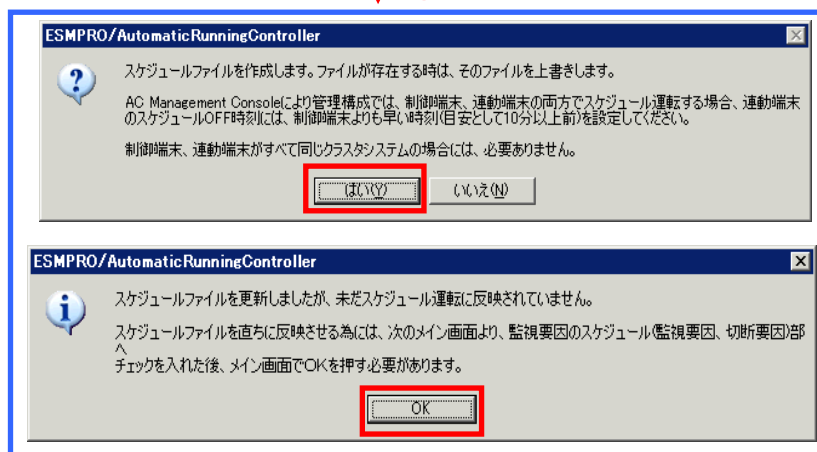 ESMPRO/AutomaticRunningController
スケジュールファイルを作成します。ファイルが存在する時は、そのファイルを上書きします。
AC Management Consoleにより管理構成では、制御端末、連動端末の両方でスケジュール運転する場合、連動端末
のスケジュールOFF時刻には、制御端末よりも早い時刻(目安として10分以上前)を設定してください。
制御端末、連動端末がすべて同じクラスタシステムの場合には、必要ありません。
はい(Y)
いいえ(N)
ESMPRO/AutomaticRunningController
スケジュールファイルを更新しましたが、未だスケジュール運転に反映されていません。
スケジュールファイルを直ちに反映させる為には、次のメイン画面より、監視要因のスケジュール(監視要因、切断要因)部
へ
チェックを入れた後、メイン画面でOKを押す必要があります。
OK